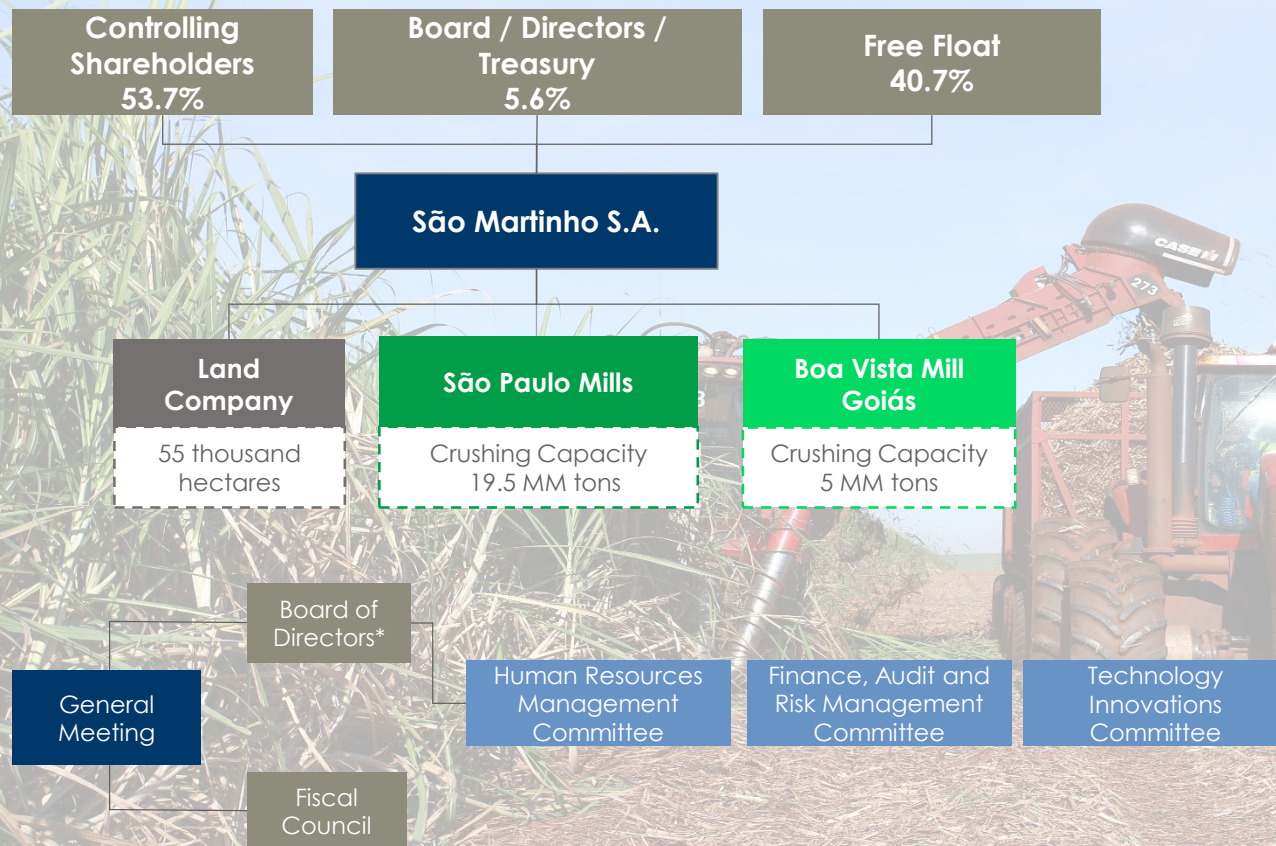 Controlling
Shareholders
53.7%
Board / Directors /
Treasury
5.6%
Free Float
40.7%
São Martinho S.A.
CASE IH
273
Land
Company
55 thousand
hectares
São Paulo Mills
Crushing Capacity
19.5 MM tons
Boa Vista Mill
Goiás
Crushing Capacity
5 MM tons
Board of
Directors*
General
Meeting
Fiscal
Council
Human Resources
Management
Committee
Finance, Audit and
Risk Management
Committee
Technology
Innovations
Committee